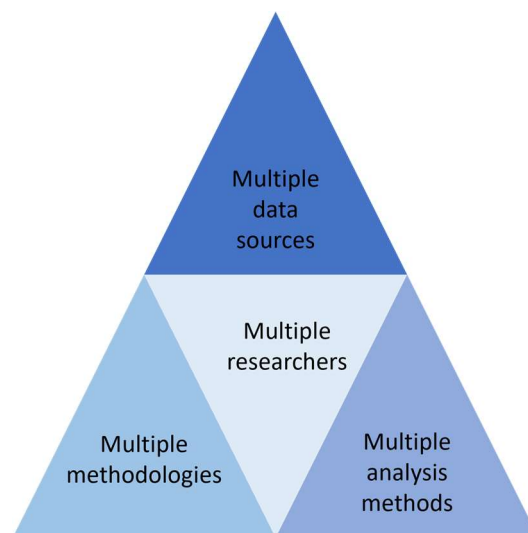 Multiple
data
sources
Multiple
researchers
Multiple
methodologies
Multiple
analysis
methods